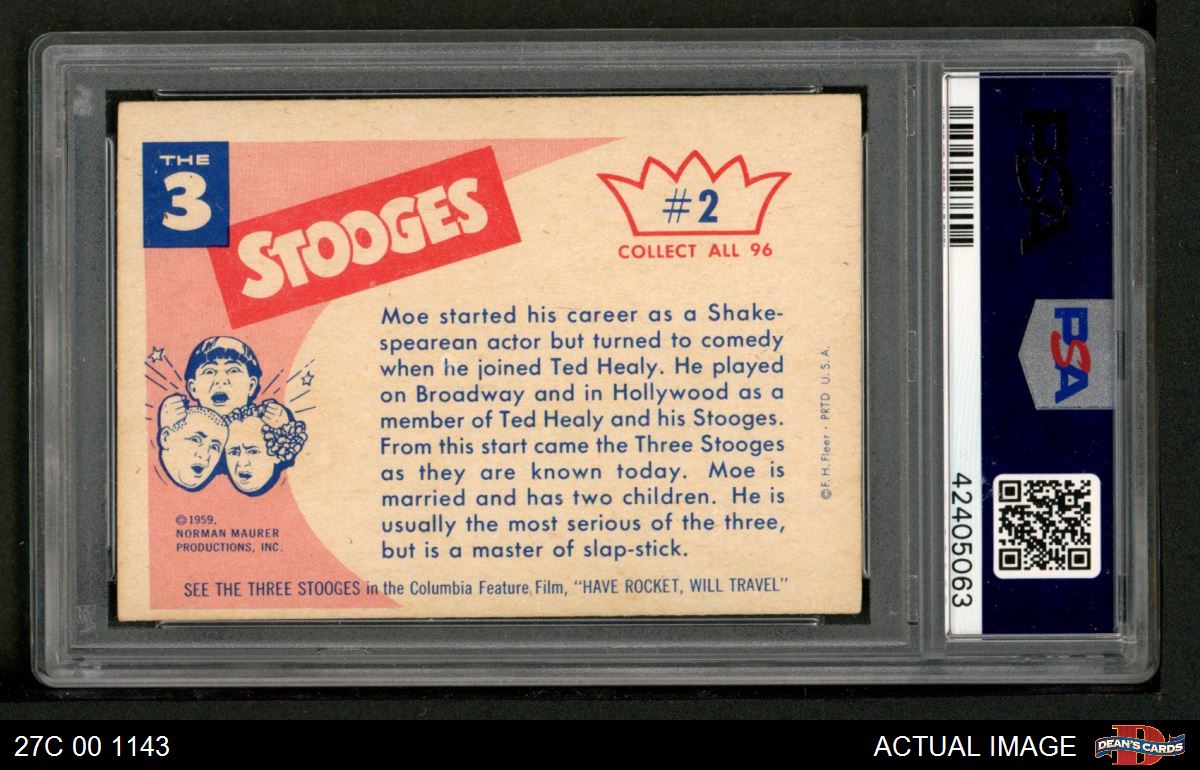 THE
3
STOOGES
#2
COLLECT ALL 96
Moe started his career as a Shake-
spearean actor but turned to comedy
when he joined Ted Healy. He played
on Broadway and in Hollywood as a
member of Ted Healy and his Stooges.
From this start came the Three Stooges
as they are known today. Moe is
married and has two children. He is
usually the most serious of the three,
but is a master of slap-stick.
© F. H. Fleer · PRTD U. S. A.
© 1959,
NORMAN MAURER
PRODUCTIONS, INC.
SEE THE THREE STOOGES in the Columbia Feature Film, "HAVE ROCKET, WILL TRAVEL"
PSA
PSA
42405063
27C 00 1143
ACTUAL IMAGE
DEAN'S CARDS